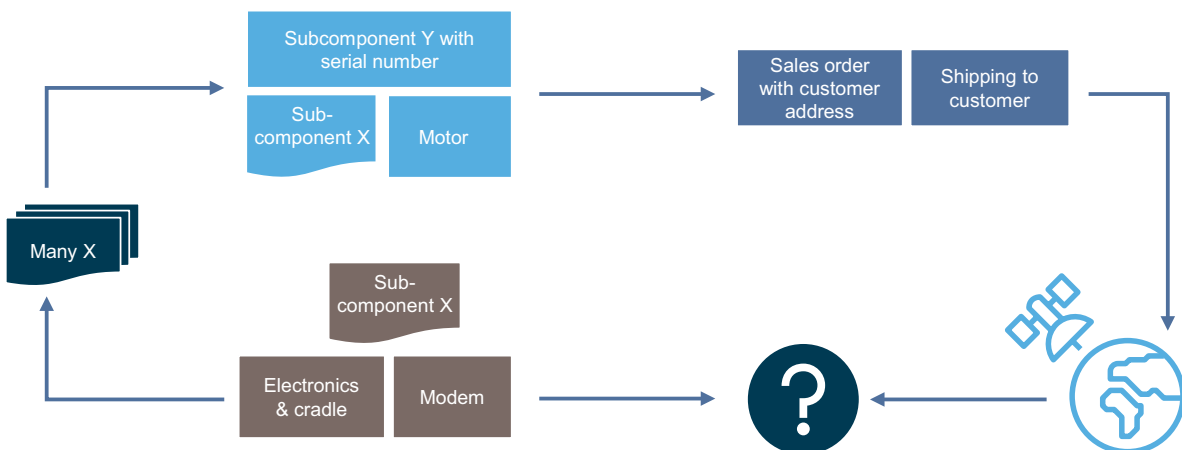 Subcomponent Y with
serial number
Sub-
component X
Motor
Sales order
with customer
address
Shipping to
customer
Many X
Sub-
component X
Electronics
& cradle
Modem
?